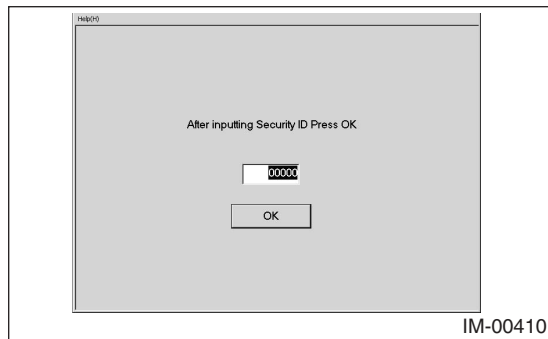 Help(H)
After inputting Security ID Press OK
00000
OK
IM-00410